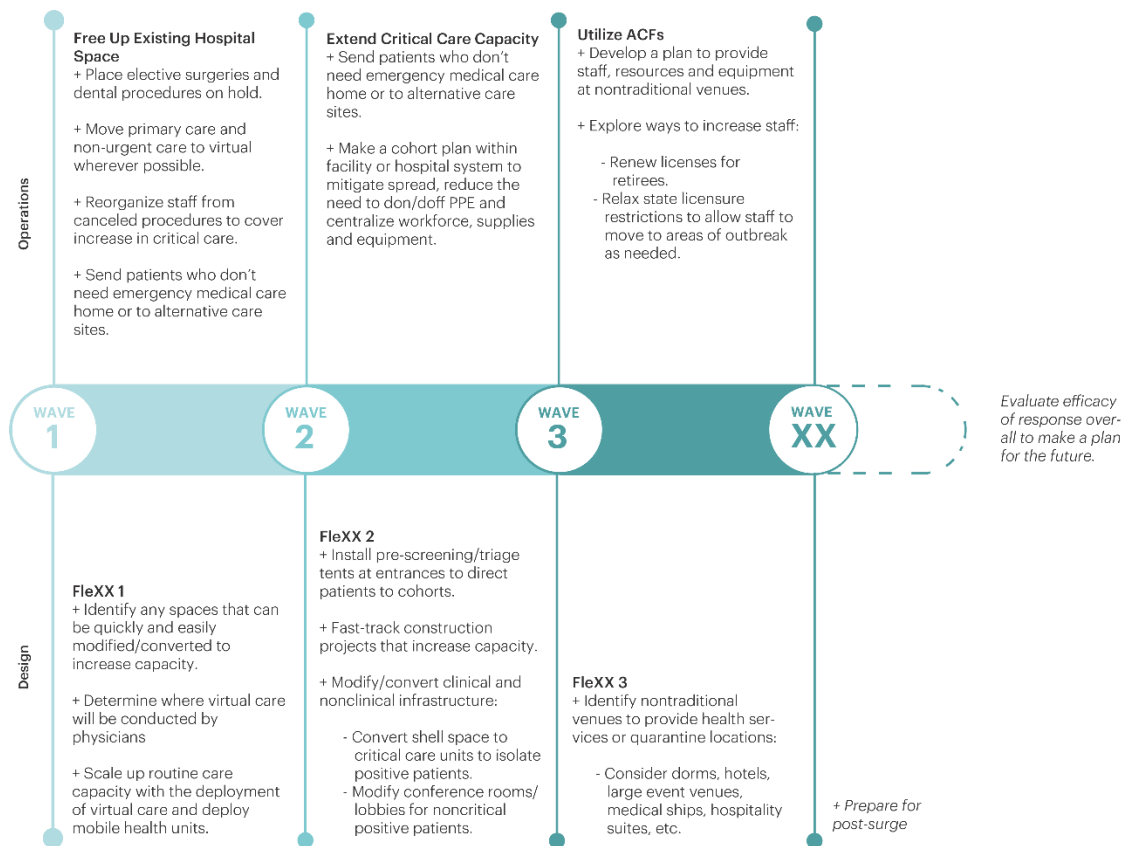 Operations
Free Up Existing Hospital
Space
+ Place elective surgeries and
dental procedures on hold.
+ Move primary care and
non-urgent care to virtual
wherever possible.
+ Reorganize staff from
canceled procedures to cover
increase in critical care.
+ Send patients who don’t
need emergency medical care
home or to alternative care
sites.
Extend Critical Care Capacity
+ Send patients who don’t
need emergency medical care
home or to alternative care
sites.
+ Make a cohort plan within
facility or hospital system to
mitigate spread, reduce the
need to don/doff PPE and
centralize workforce, supplies
and equipment.
Utilize ACFs
+ Develop a plan to provide
staff, resources and equipment
at nontraditional venues.
+ Explore ways to increase staff:
- Renew licenses for
retirees.
- Relax state licensure
restrictions to allow staff to
move to areas of outbreak
as needed.
WAVE
1
WAVE
2
WAVE
3
WAVE
XX
Evaluate efficacy
of response over-
all to make a plan
for the future.
Design
FleXX 1
+ Identify any spaces that can
be quickly and easily
modified/converted to
increase capacity.
+ Determine where virtual care
will be conducted by
physicians
+ Scale up routine care
capacity with the deployment
of virtual care and deploy
mobile health units.
FleXX 2
+ Install pre-screening/triage
tents at entrances to direct
patients to cohorts.
+ Fast-track construction
projects that increase capacity.
+ Modify/convert clinical and
nonclinical infrastructure:
- Convert shell space to
critical care units to isolate
positive patients.
- Modify conference rooms/
lobbies for noncritical
positive patients.
FleXX 3
+ Identify nontraditional
venues to provide health ser-
vices or quarantine locations:
- Consider dorms, hotels,
large event venues,
medical ships, hospitality
suites, etc.
+ Prepare for
post-surge